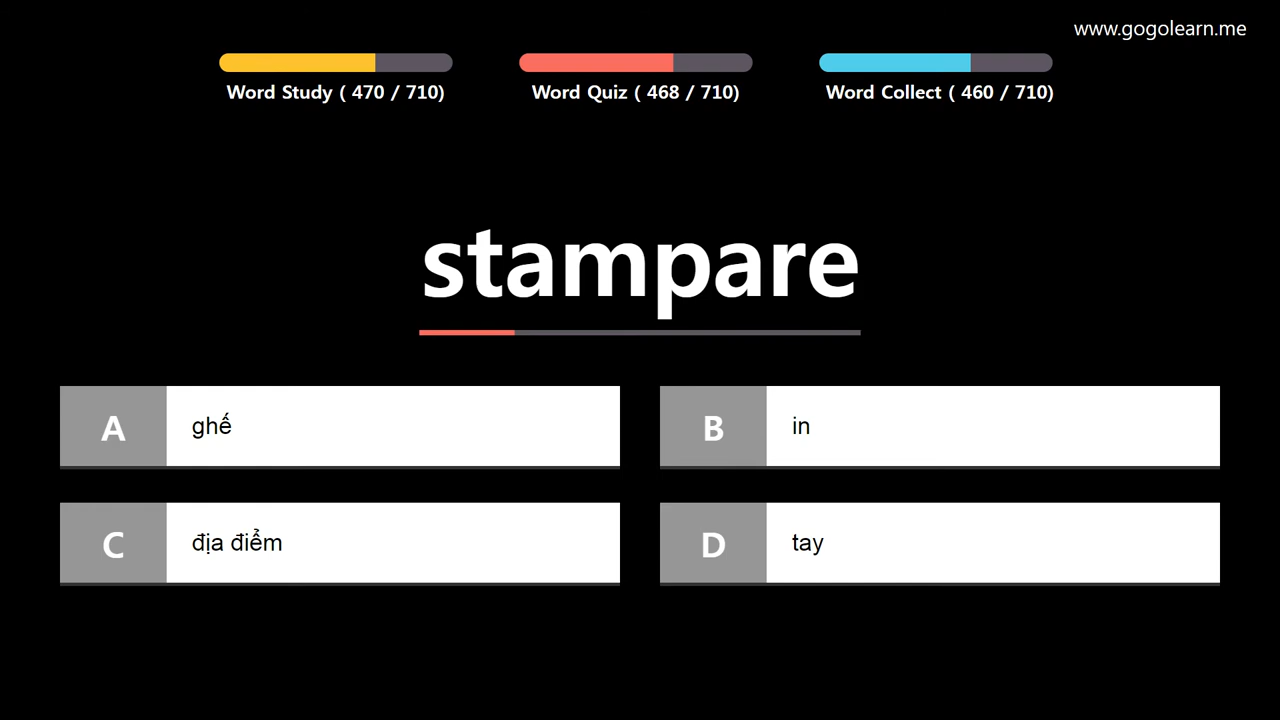 www.gogolearn.me
Word Study ( 470 / 710)
Word Quiz ( 468 / 710)
Word Collect ( 460 / 710)
stampare
A ghế
B in
C địa điểm
D tay